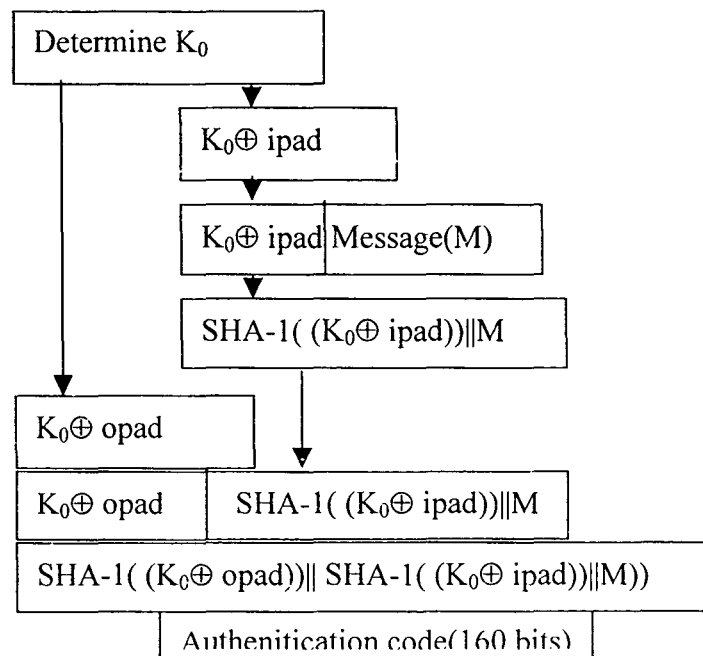 Determine K₀
K₀⊕ ipad
K₀⊕ ipad Message(M)
SHA-1( (K₀⊕ ipad))||M
K₀⊕ opad
K₀⊕ opad SHA-1( (K₀⊕ ipad))||M
SHA-1( (K₀⊕ opad))|| SHA-1( (K₀⊕ ipad))||M))
Authenitication code(160 bits)